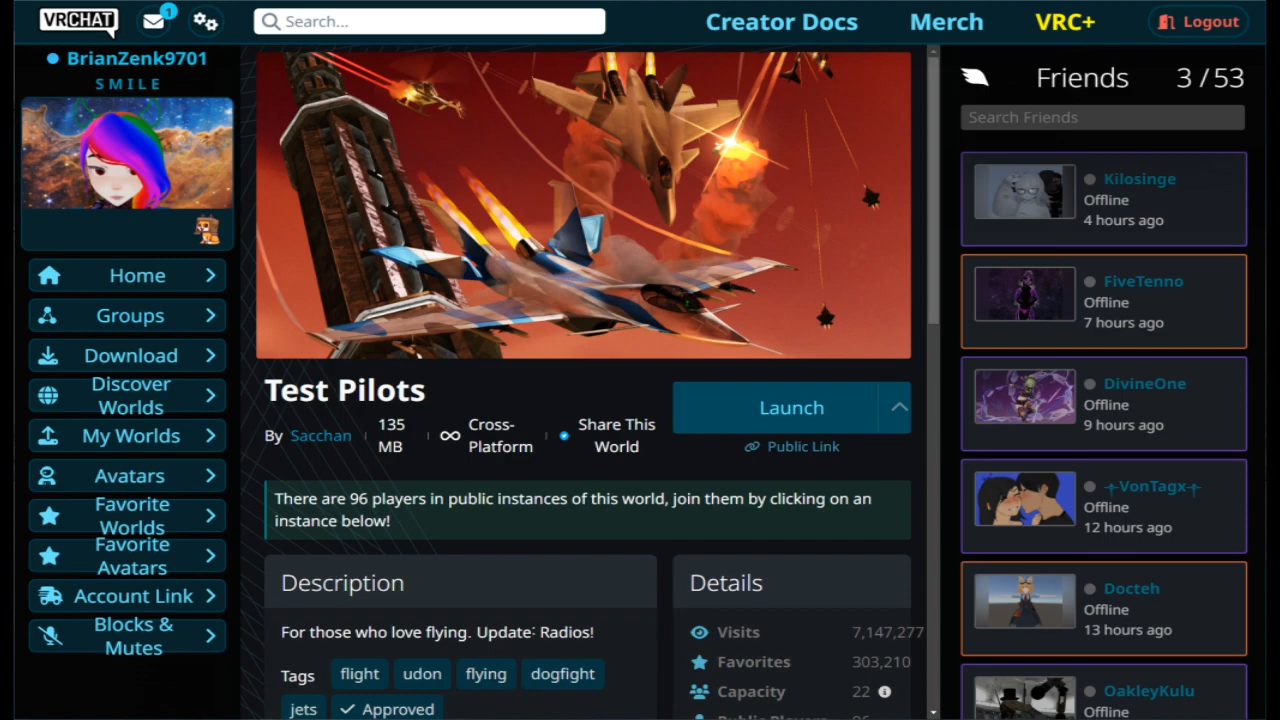 VRCHAT
1
Search...
Creator Docs
Merch
VRC+
Logout
BrianZenk9701
SMILE
Home
Groups
Download
Discover
Worlds
My Worlds
Avatars
Favorite
Worlds
Favorite
Avatars
Account Link
Blocks &
Mutes
Test Pilots
By Sacchan
135
MB
Cross-
Platform
Share This
World
Launch
Public Link
There are 96 players in public instances of this world, join them by clicking on an
instance below!
Description
For those who love flying. Update˸ Radios!
Tags
flight
udon
flying
dogfight
jets
Approved
Details
Visits 7,147,277
Favorites 303,210
Capacity 22
Public Players 96
Friends 3 / 53
Search Friends
Kilosinge
Offline
4 hours ago
FiveTenno
Offline
7 hours ago
DivineOne
Offline
9 hours ago
VonTagx
Offline
12 hours ago
Docteh
Offline
13 hours ago
OakleyKulu
Offline